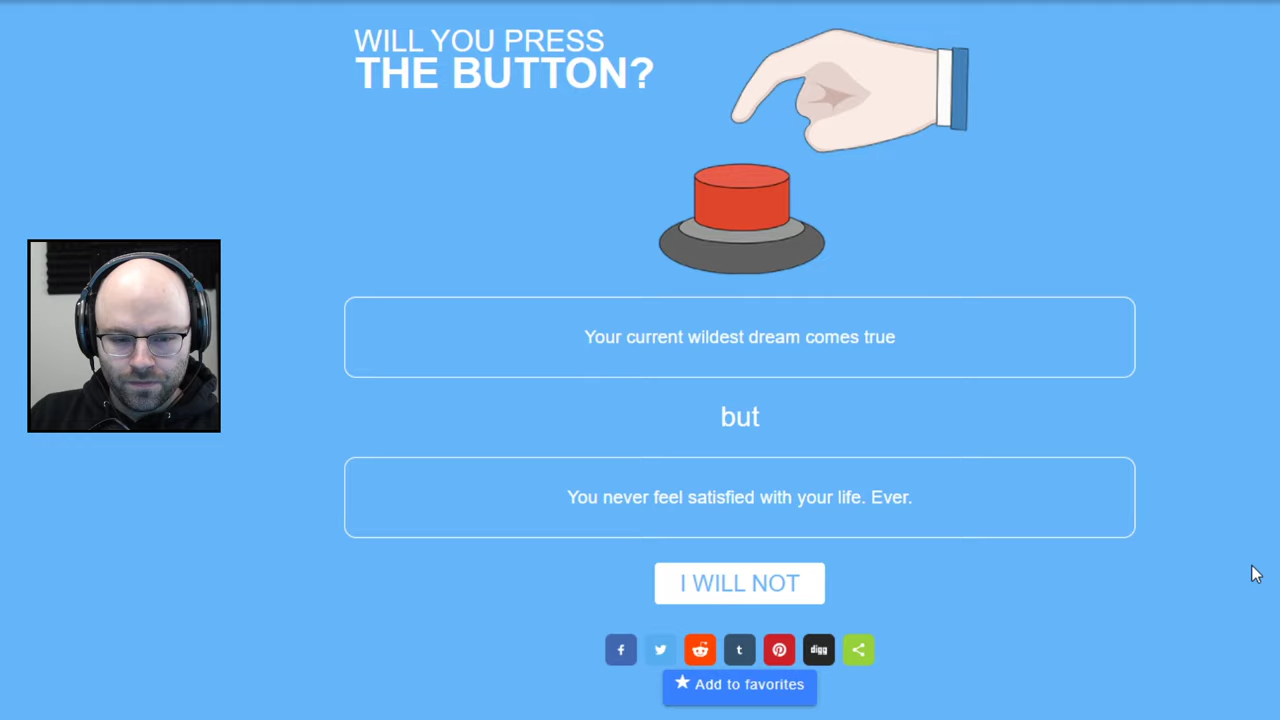 WILL YOU PRESS
THE BUTTON?
Your current wildest dream comes true
but
You never feel satisfied with your life. Ever.
I WILL NOT
f
t
digg
Add to favorites